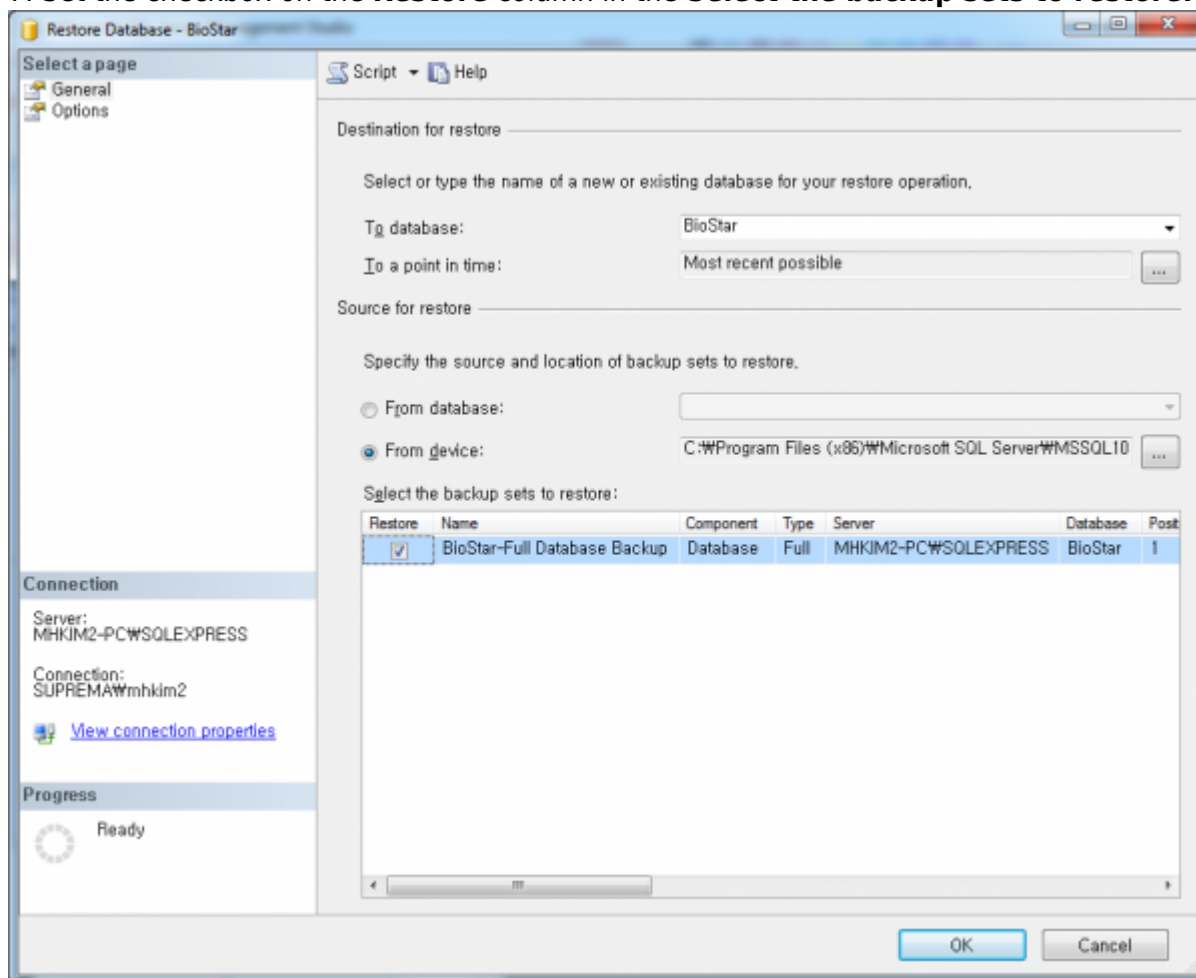 Restore Database - BioStar
Select a page
General
Options
Script
Help
Destination for restore
Select or type the name of a new or existing database for your restore operation.
To database: BioStar
To a point in time: Most recent possible
...
Source for restore
Specify the source and location of backup sets to restore.
From database:
From device: C:₩Program Files (x86)₩Microsoft SQL Server₩MSSQL10
...
Select the backup sets to restore:
Restore Name Component Type Server Database Posit
BioStar-Full Database Backup Database Full MHKIM2-PC₩SQLEXPRESS BioStar 1
Connection
Server:
MHKIM2-PC₩SQLEXPRESS
Connection:
SUPREMA₩mhkim2
View connection properties
Progress
Ready
OK Cancel